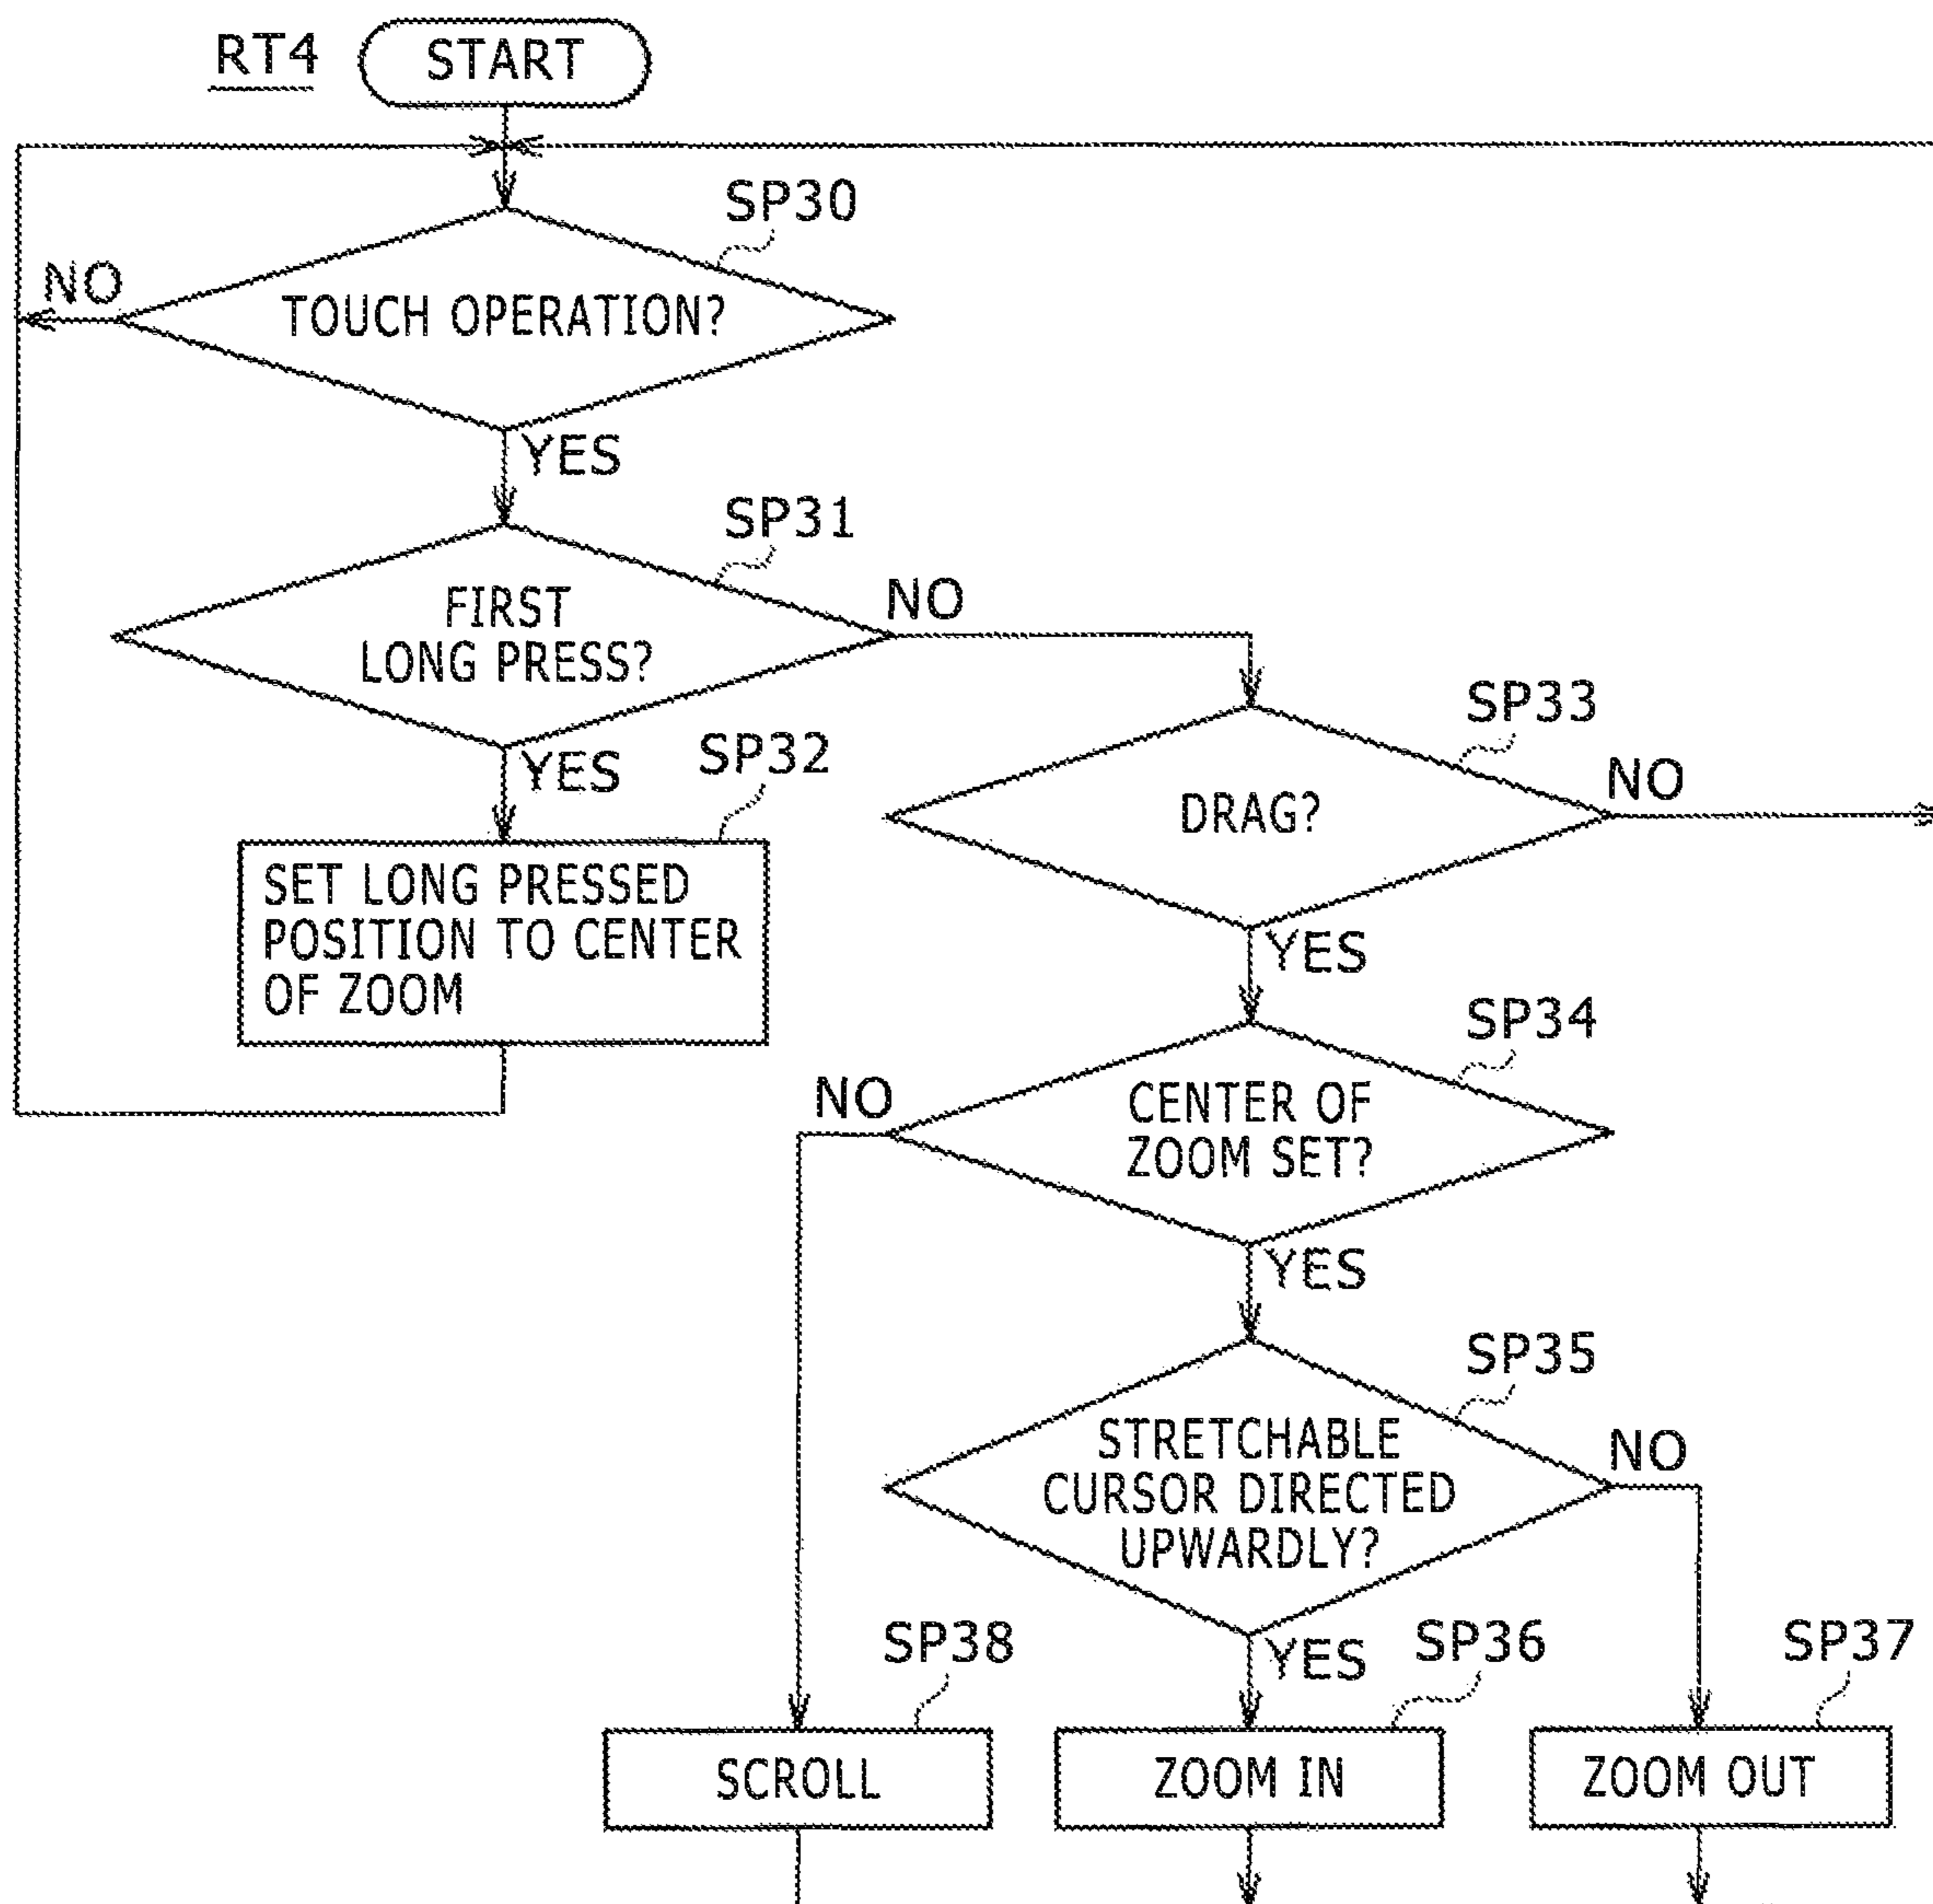 RT4
START
SP30
NO
TOUCH OPERATION?
YES
SP31
FIRST
LONG PRESS?
NO
YES
SP32
SET LONG PRESSED
POSITION TO CENTER
OF ZOOM
SP33
DRAG?
NO
YES
SP34
CENTER OF
ZOOM SET?
NO
YES
SP35
STRETCHABLE
CURSOR DIRECTED
UPWARDLY?
NO
YES
SP38
SCROLL
SP36
ZOOM IN
SP37
ZOOM OUT